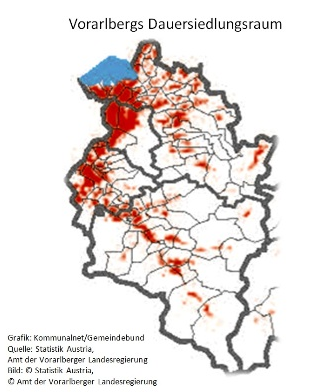 Vorarlbergs Dauersiedlungsraum
Grafik: Kommunalnet/Gemeindebund
Quelle: Statistik Austria,
Amt der Vorarlberger Landesregierung
Bild: © Statistik Austria,
© Amt der Vorarlberger Landesregierung